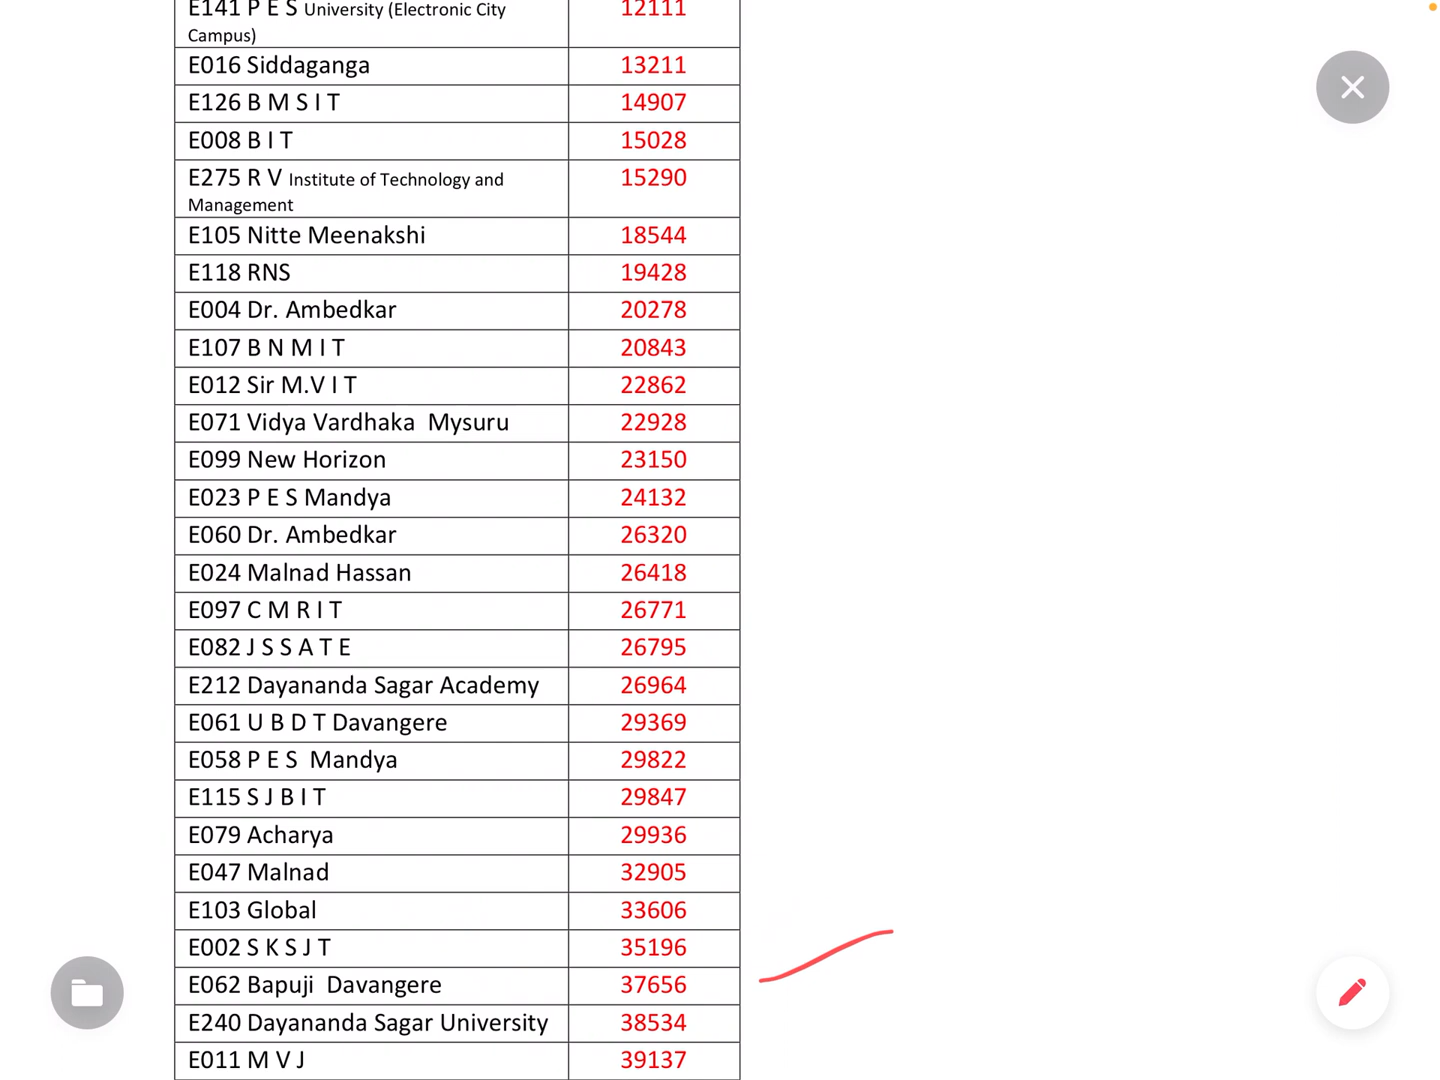 E141 P E S University (Electronic City
Campus) 12111
E016 Siddaganga 13211
E126 B M S I T 14907
E008 B I T 15028
E275 R V Institute of Technology and
Management 15290
E105 Nitte Meenakshi 18544
E118 RNS 19428
E004 Dr. Ambedkar 20278
E107 B N M I T 20843
E012 Sir M.V I T 22862
E071 Vidya Vardhaka  Mysuru 22928
E099 New Horizon 23150
E023 P E S Mandya 24132
E060 Dr. Ambedkar 26320
E024 Malnad Hassan 26418
E097 C M R I T 26771
E082 J S S A T E 26795
E212 Dayananda Sagar Academy 26964
E061 U B D T Davangere 29369
E058 P E S  Mandya 29822
E115 S J B I T 29847
E079 Acharya 29936
E047 Malnad 32905
E103 Global 33606
E002 S K S J T 35196
E062 Bapuji  Davangere 37656
E240 Dayananda Sagar University 38534
E011 M V J 39137